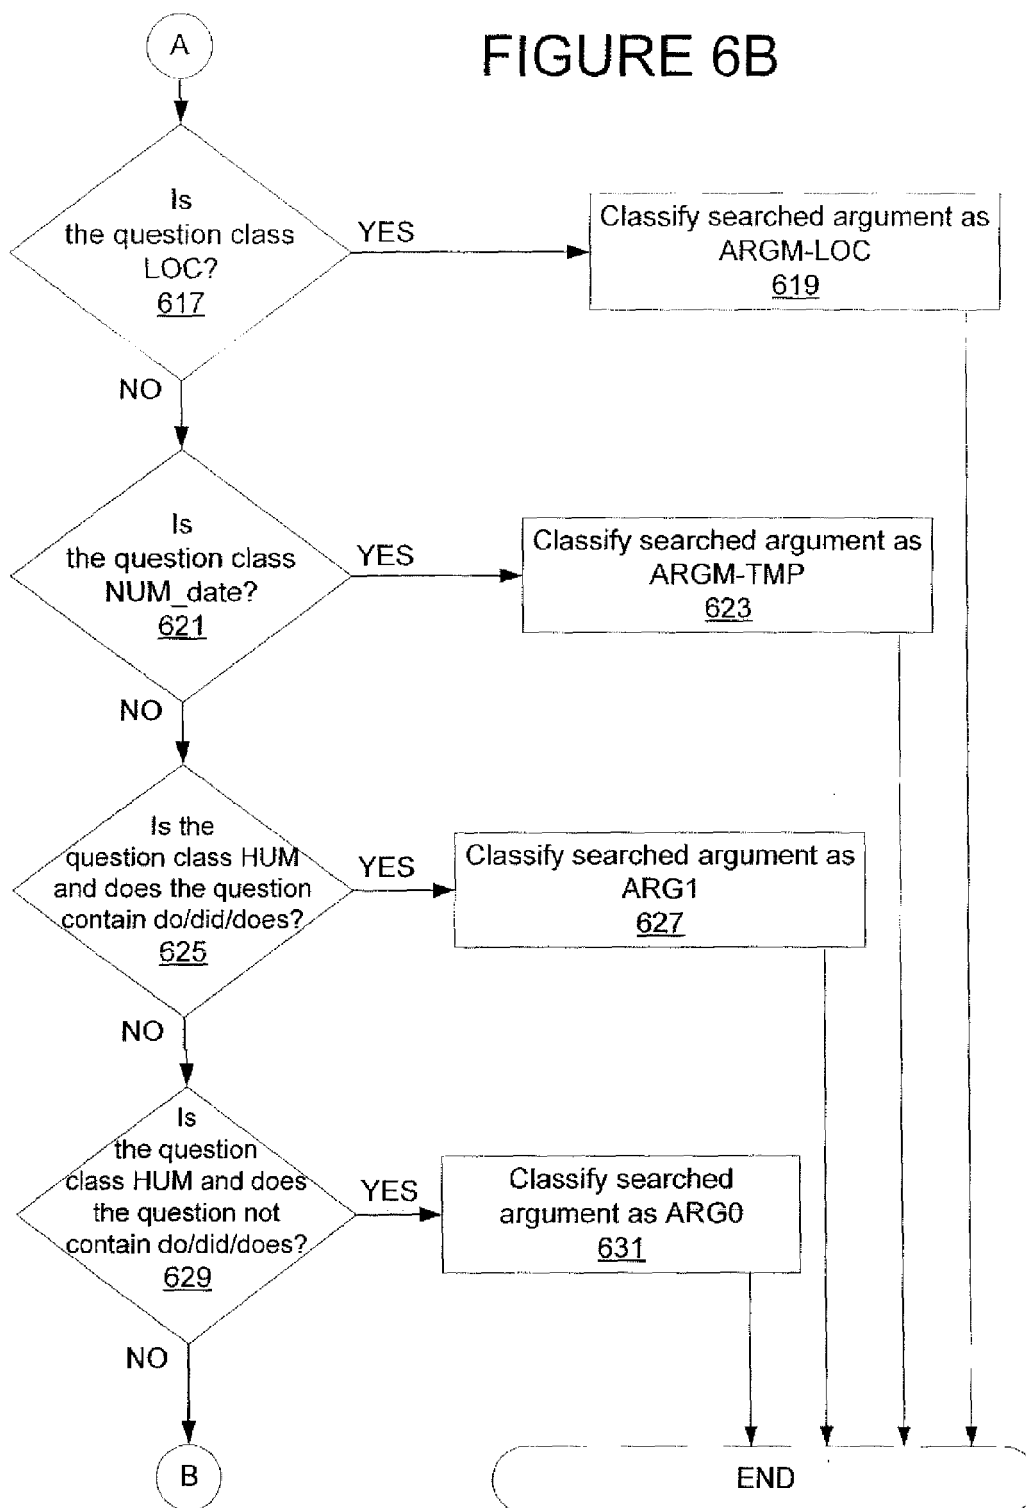 A
FIGURE 6B
Is
the question class
LOC?
617
YES
Classify searched argument as
ARGM-LOC
619
NO
Is
the question class
NUM_date?
621
YES
Classify searched argument as
ARGM-TMP
623
NO
Is the
question class HUM
and does the question
contain do/did/does?
625
YES
Classify searched argument as
ARG1
627
NO
Is
the question
class HUM and does
the question not
contain do/did/does?
629
YES
Classify searched
argument as ARG0
631
NO
B
END